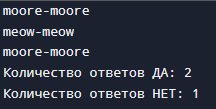 moore-moore
meow-meow
moore-moore
Количество ответов ДА: 2
Количество ответов НЕТ: 1